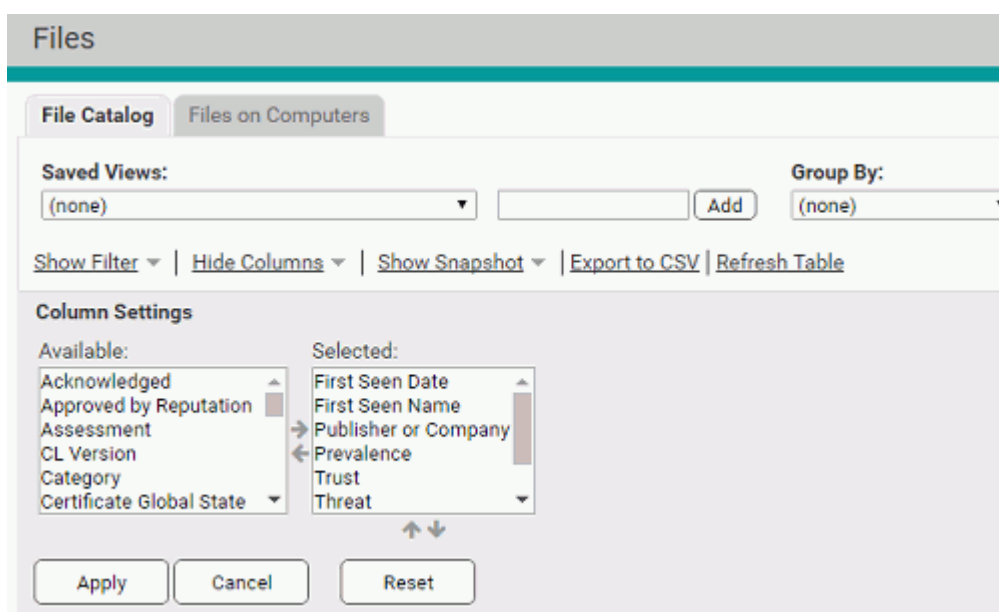 Files
File Catalog Files on Computers
Saved Views: Group By:
(none) Add (none)
Show Filter | Hide Columns | Show Snapshot | Export to CSV | Refresh Table
Column Settings
Available: Selected:
Acknowledged First Seen Date
Approved by Reputation First Seen Name
Assessment Publisher or Company
CL Version Prevalence
Category Trust
Certificate Global State Threat
Apply Cancel Reset